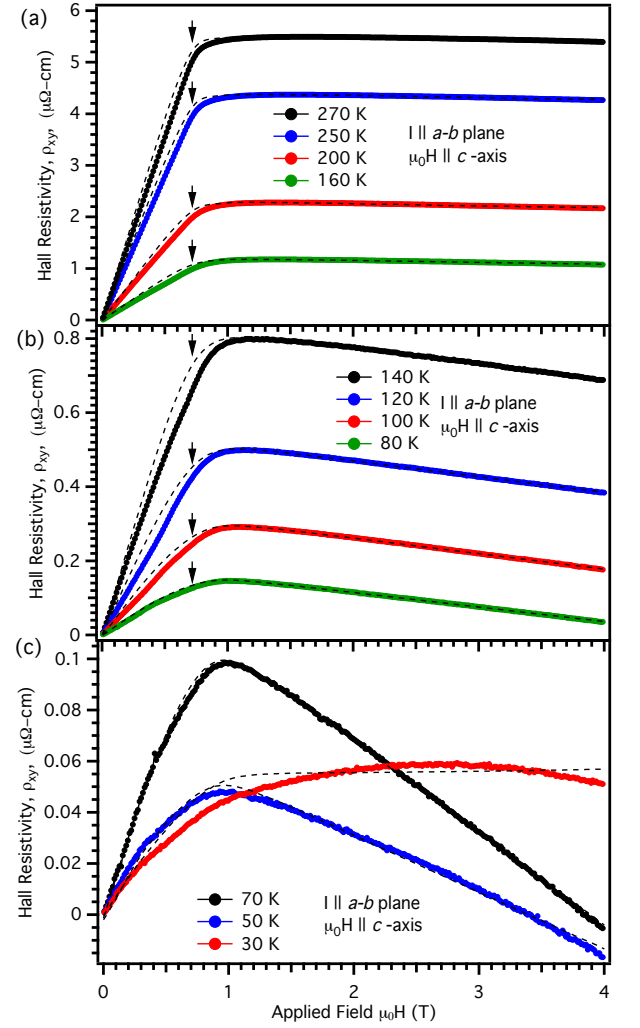 (a)
6
5
4
3
2
1
0
Hall Resistivity, ρxy, (μΩ–cm)
270 K
250 K
200 K
160 K
I || a-b plane
μ0H || c -axis
(b)
0.8
0.6
0.4
0.2
0
Hall Resistivity, ρxy, (μΩ–cm)
140 K
120 K
100 K
80 K
I || a-b plane
μ0H || c -axis
(c)
0.1
0.08
0.06
0.04
0.02
0
Hall Resistivity, ρxy, (μΩ–cm)
70 K
50 K
30 K
I || a-b plane
μ0H || c -axis
0 1 2 3 4
Applied Field μ0H (T)